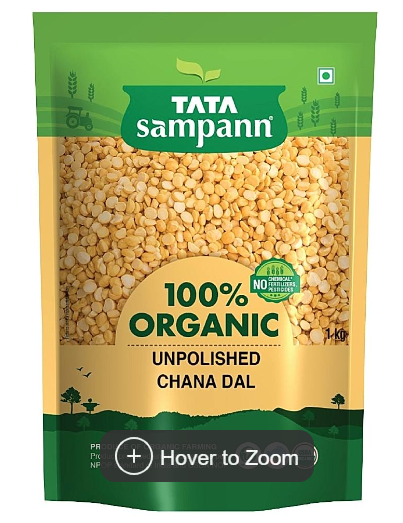 TATA
sampann
NO
CHEMICAL*
FERTILIZERS,
PESTICIDES
100%
ORGANIC
1 kg
UNPOLISHED
CHANA DAL
Hover to Zoom